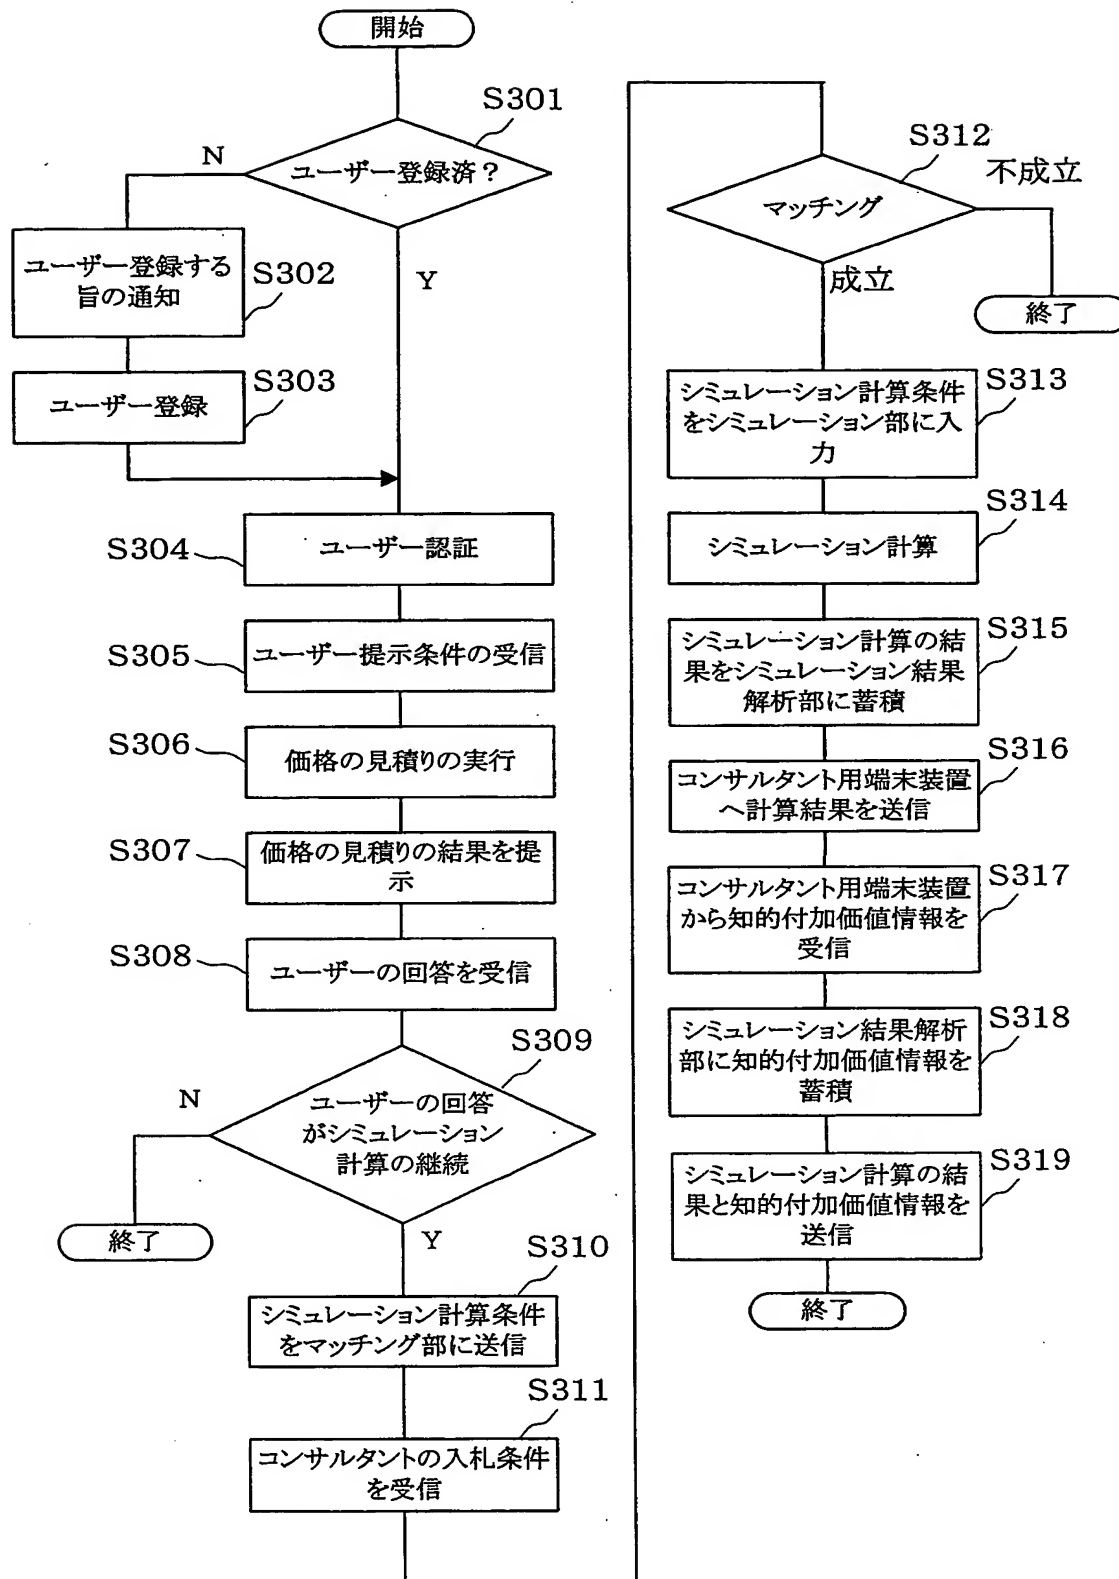 開始
S301
N
ユーザー登録済？
ユーザー登録する
旨の通知
S302
Y
S303
ユーザー登録
S304
ユーザー認証
S305
ユーザー提示条件の受信
S306
価格の見積りの実行
S307
価格の見積りの結果を提
示
S308
ユーザーの回答を受信
S309
N
ユーザーの回答
がシミュレーション
計算の継続
終了
Y
S310
シミュレーション計算条件
をマッチング部に送信
S311
コンサルタントの入札条件
を受信
S312
不成立
マッチング
成立
終了
S313
シミュレーション計算条件
をシミュレーション部に入
力
S314
シミュレーション計算
S315
シミュレーション計算の結
果をシミュレーション結果
解析部に蓄積
S316
コンサルタント用端末装置
へ計算結果を送信
S317
コンサルタント用端末装置
から知的付加価値情報を
受信
S318
シミュレーション結果解析
部に知的付加価値情報を
蓄積
S319
シミュレーション計算の結
果と知的付加価値情報を
送信
終了